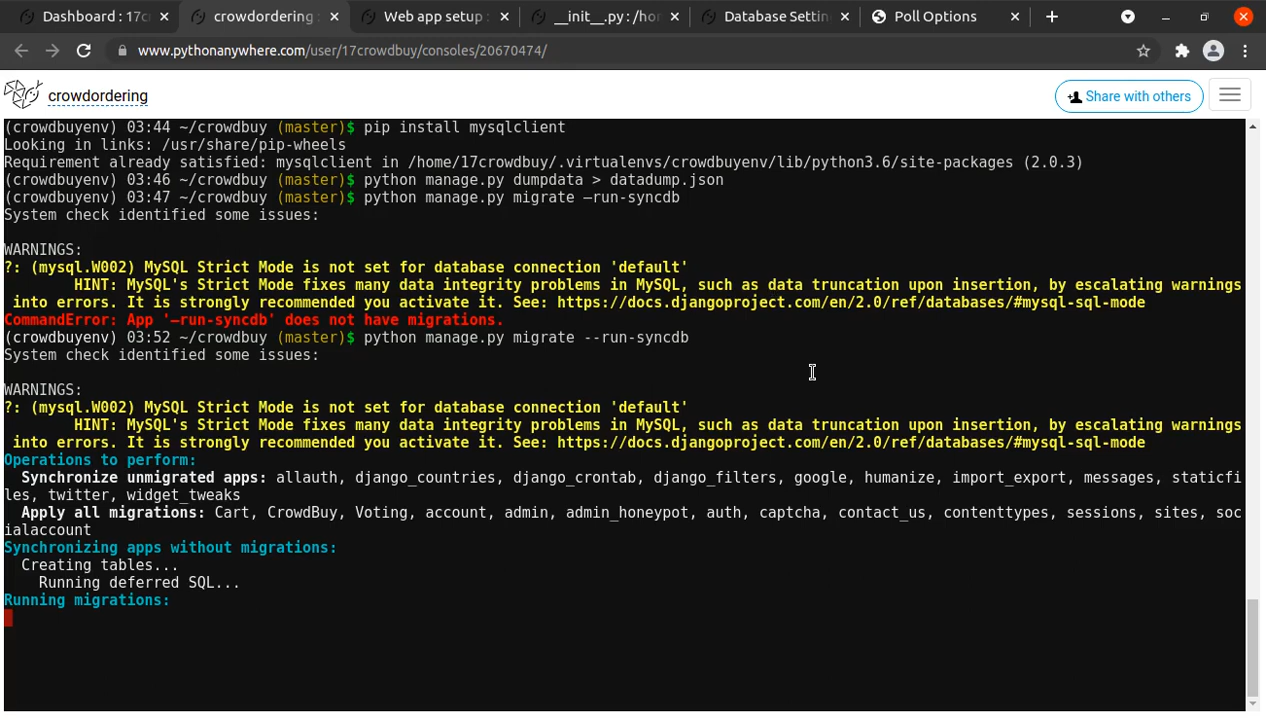 Dashboard : 17c
crowdordering :
Web app setup :
__init__.py : /hor
Database Settin
Poll Options
www.pythonanywhere.com/user/17crowdbuy/consoles/20670474/
crowdordering
Share with others
(crowdbuyenv) 03:44 ~/crowdbuy (master)$ pip install mysqlclient
Looking in links: /usr/share/pip-wheels
Requirement already satisfied: mysqlclient in /home/17crowdbuy/.virtualenvs/crowdbuyenv/lib/python3.6/site-packages (2.0.3)
(crowdbuyenv) 03:46 ~/crowdbuy (master)$ python manage.py dumpdata > datadump.json
(crowdbuyenv) 03:47 ~/crowdbuy (master)$ python manage.py migrate –run-syncdb
System check identified some issues:
WARNINGS:
?: (mysql.W002) MySQL Strict Mode is not set for database connection 'default'
HINT: MySQL's Strict Mode fixes many data integrity problems in MySQL, such as data truncation upon insertion, by escalating warnings
into errors. It is strongly recommended you activate it. See: https://docs.djangoproject.com/en/2.0/ref/databases/#mysql-sql-mode
CommandError: App '–run-syncdb' does not have migrations.
(crowdbuyenv) 03:52 ~/crowdbuy (master)$ python manage.py migrate --run-syncdb
System check identified some issues:
WARNINGS:
?: (mysql.W002) MySQL Strict Mode is not set for database connection 'default'
HINT: MySQL's Strict Mode fixes many data integrity problems in MySQL, such as data truncation upon insertion, by escalating warnings
into errors. It is strongly recommended you activate it. See: https://docs.djangoproject.com/en/2.0/ref/databases/#mysql-sql-mode
Operations to perform:
Synchronize unmigrated apps: allauth, django_countries, django_crontab, django_filters, google, humanize, import_export, messages, staticfi
les, twitter, widget_tweaks
Apply all migrations: Cart, CrowdBuy, Voting, account, admin, admin_honeypot, auth, captcha, contact_us, contenttypes, sessions, sites, soc
ialaccount
Synchronizing apps without migrations:
Creating tables...
Running deferred SQL...
Running migrations: